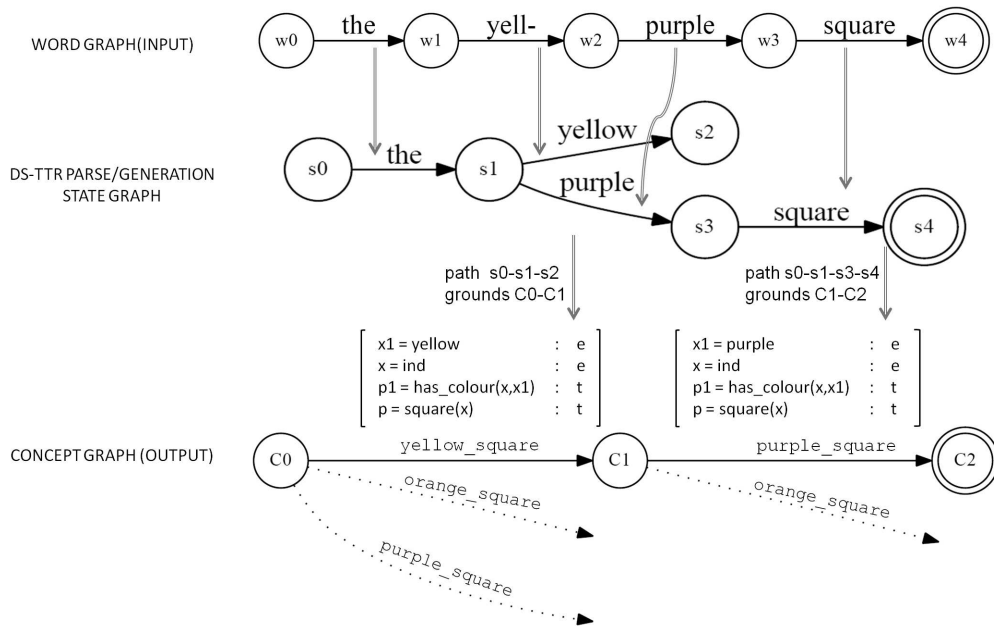 WORD GRAPH(INPUT)
w0 the w1 yell- w2 purple w3 square w4
DS-TTR PARSE/GENERATION
STATE GRAPH
s0 the s1 yellow s2
purple s3 square s4
path s0-s1-s2
grounds C0-C1
path s0-s1-s3-s4
grounds C1-C2
x1 = yellow : e
x = ind : e
p1 = has_colour(x,x1) : t
p = square(x) : t
x1 = purple : e
x = ind : e
p1 = has_colour(x,x1) : t
p = square(x) : t
CONCEPT GRAPH (OUTPUT)
C0 yellow_square C1 purple_square C2
orange_square
orange_square
purple_square